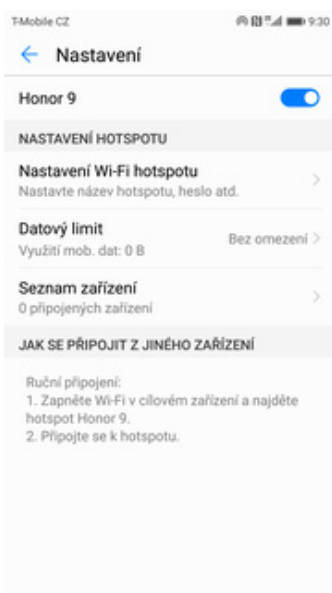 T-Mobile CZ 9:30
Nastavení
Honor 9
NASTAVENÍ HOTSPOTU
Nastavení Wi-Fi hotspotu
Nastavte název hotspotu, heslo atd.
Datový limit
Využití mob. dat: 0 B
Bez omezení
Seznam zařízení
0 připojených zařízení
JAK SE PŘIPOJIT Z JINÉHO ZAŘÍZENÍ
Ruční připojení:
1. Zapněte Wi-Fi v cílovém zařízení a najděte
hotspot Honor 9.
2. Připojte se k hotspotu.